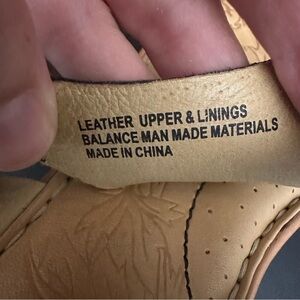 LEATHER UPPER & LININGS
BALANCE MAN MADE MATERIALS
MADE IN CHINA